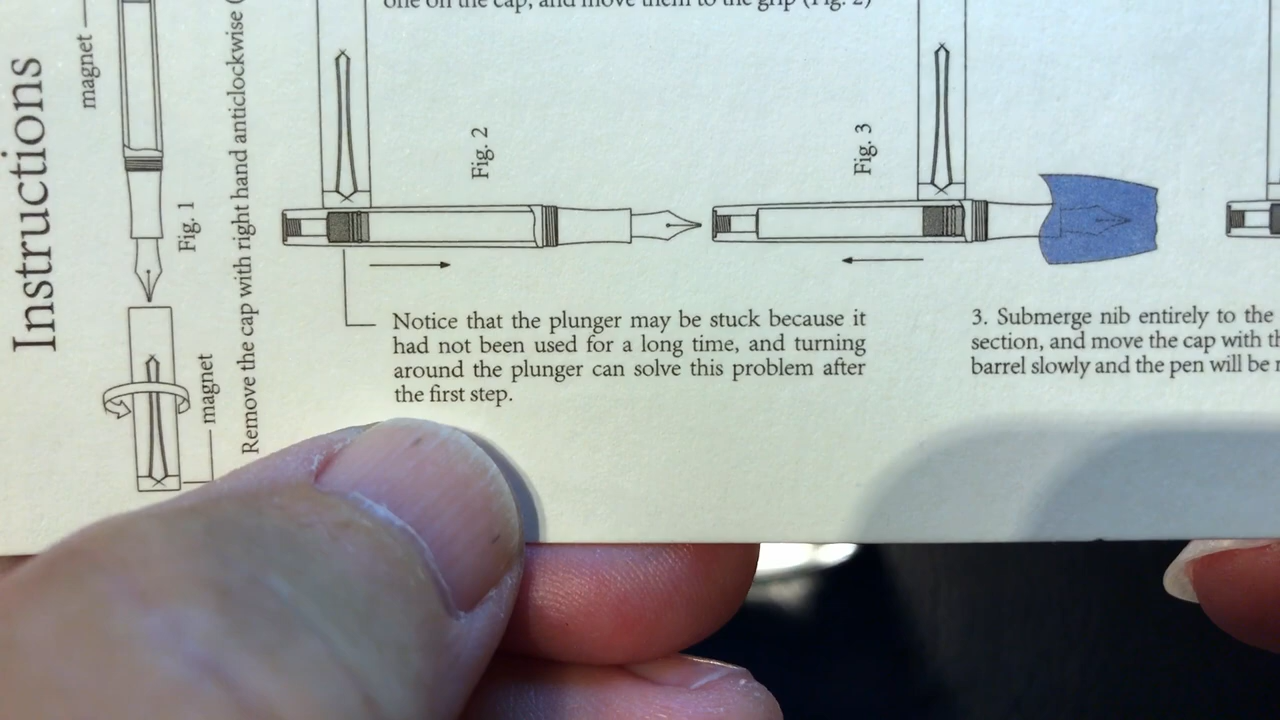 Instructions
magnet
Fig. 1
magnet
Remove the cap with right hand anticlockwise
one on the cap, and move them to the grip (Fig. 2)
Fig. 2
Notice that the plunger may be stuck because it
had not been used for a long time, and turning
around the plunger can solve this problem after
the first step.
Fig. 3
3. Submerge nib entirely to the
section, and move the cap with
barrel slowly and the pen will be